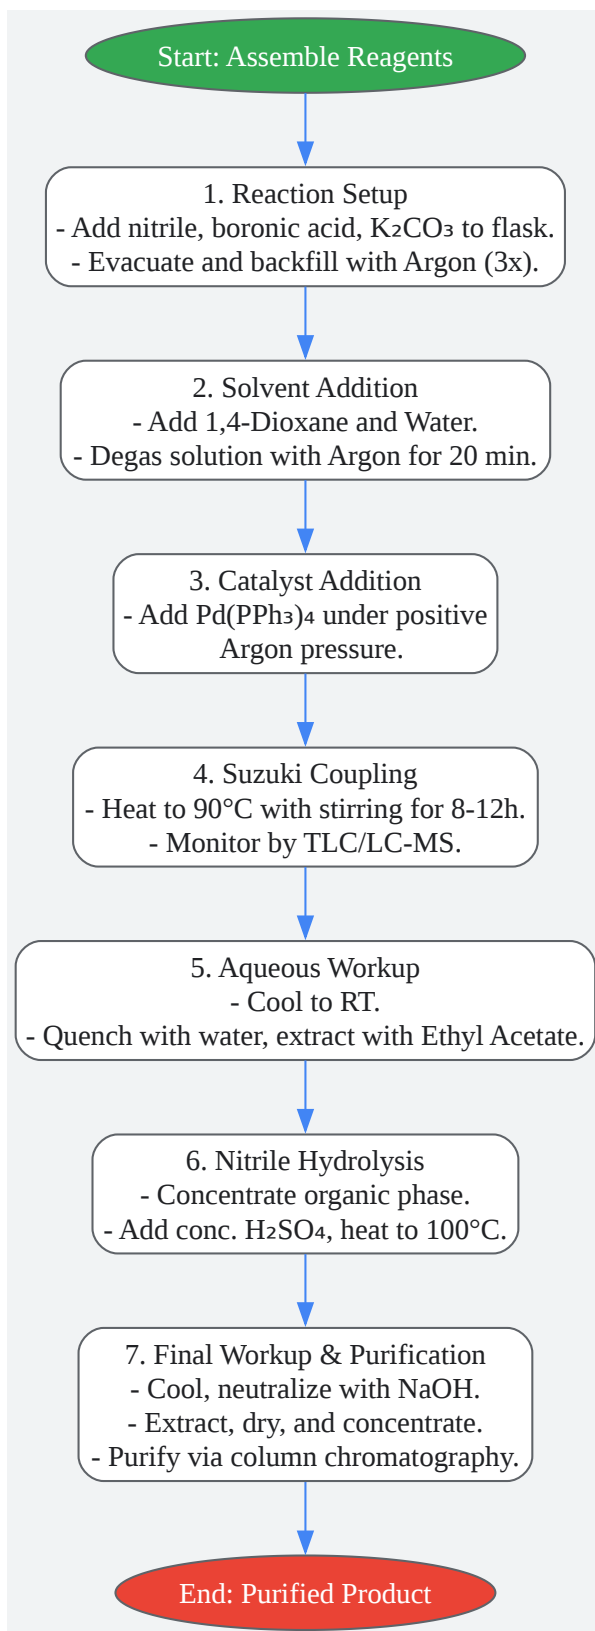 Start: Assemble Reagents
1. Reaction Setup
- Add nitrile, boronic acid, K₂CO₃ to flask.
- Evacuate and backfill with Argon (3x).
2. Solvent Addition
- Add 1,4-Dioxane and Water.
- Degas solution with Argon for 20 min.
3. Catalyst Addition
- Add Pd(PPh₃)₄ under positive
Argon pressure.
4. Suzuki Coupling
- Heat to 90°C with stirring for 8-12h.
- Monitor by TLC/LC-MS.
5. Aqueous Workup
- Cool to RT.
- Quench with water, extract with Ethyl Acetate.
6. Nitrile Hydrolysis
- Concentrate organic phase.
- Add conc. H₂SO₄, heat to 100°C.
7. Final Workup & Purification
- Cool, neutralize with NaOH.
- Extract, dry, and concentrate.
- Purify via column chromatography.
End: Purified Product